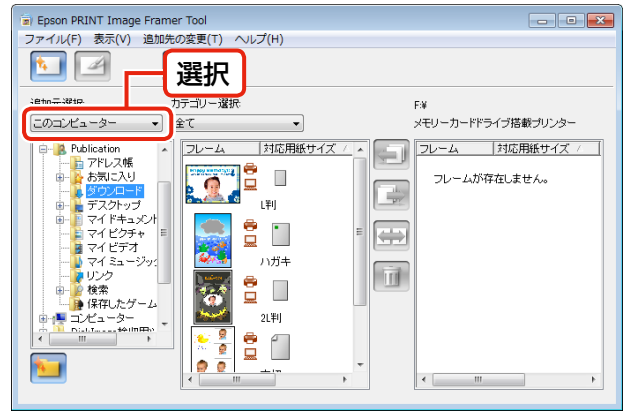 Epson PRINT Image Framer Tool
ファイル(F) 表示(V) 追加先の変更(T) ヘルプ(H)
選択
追加元選択:
カテゴリー選択:
F:¥
このコンピューター
全て
メモリーカードドライブ搭載プリンター
Publication
アドレス帳
お気に入り
ダウンロード
デスクトップ
マイ ドキュメント
マイ ピクチャ
マイ ビデオ
マイ ミュージック
リンク
検索
保存したゲーム
コンピューター
フレーム 対応用紙サイズ
L判
ハガキ
2L判
フレーム 対応用紙サイズ
フレームが存在しません。